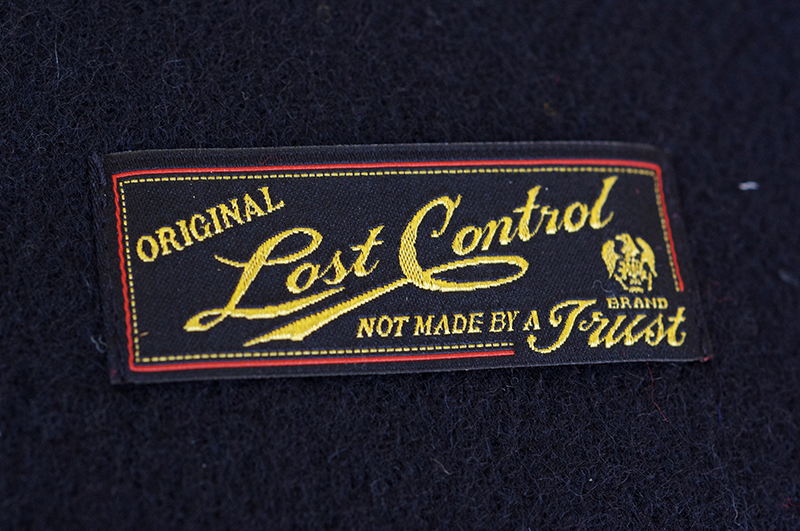 ORIGINAL
Lost Control
BRAND
NOT MADE BY A Trust